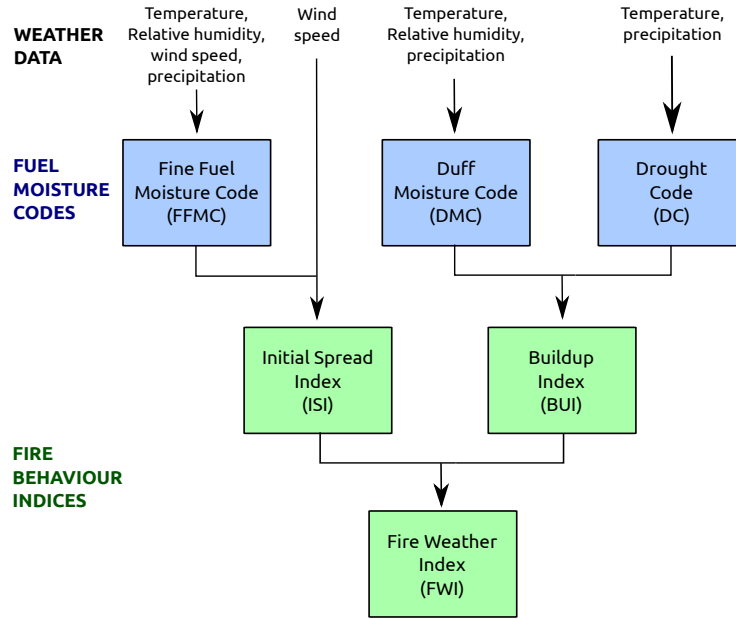 WEATHER
DATA
Temperature,
Relative humidity,
wind speed,
precipitation
Wind
speed
Temperature,
Relative humidity,
precipitation
Temperature,
precipitation
FUEL
MOISTURE
CODES
Fine Fuel
Moisture Code
(FFMC)
Duff
Moisture Code
(DMC)
Drought
Code
(DC)
Initial Spread
Index
(ISI)
Buildup
Index
(BUI)
FIRE
BEHAVIOUR
INDICES
Fire Weather
Index
(FWI)